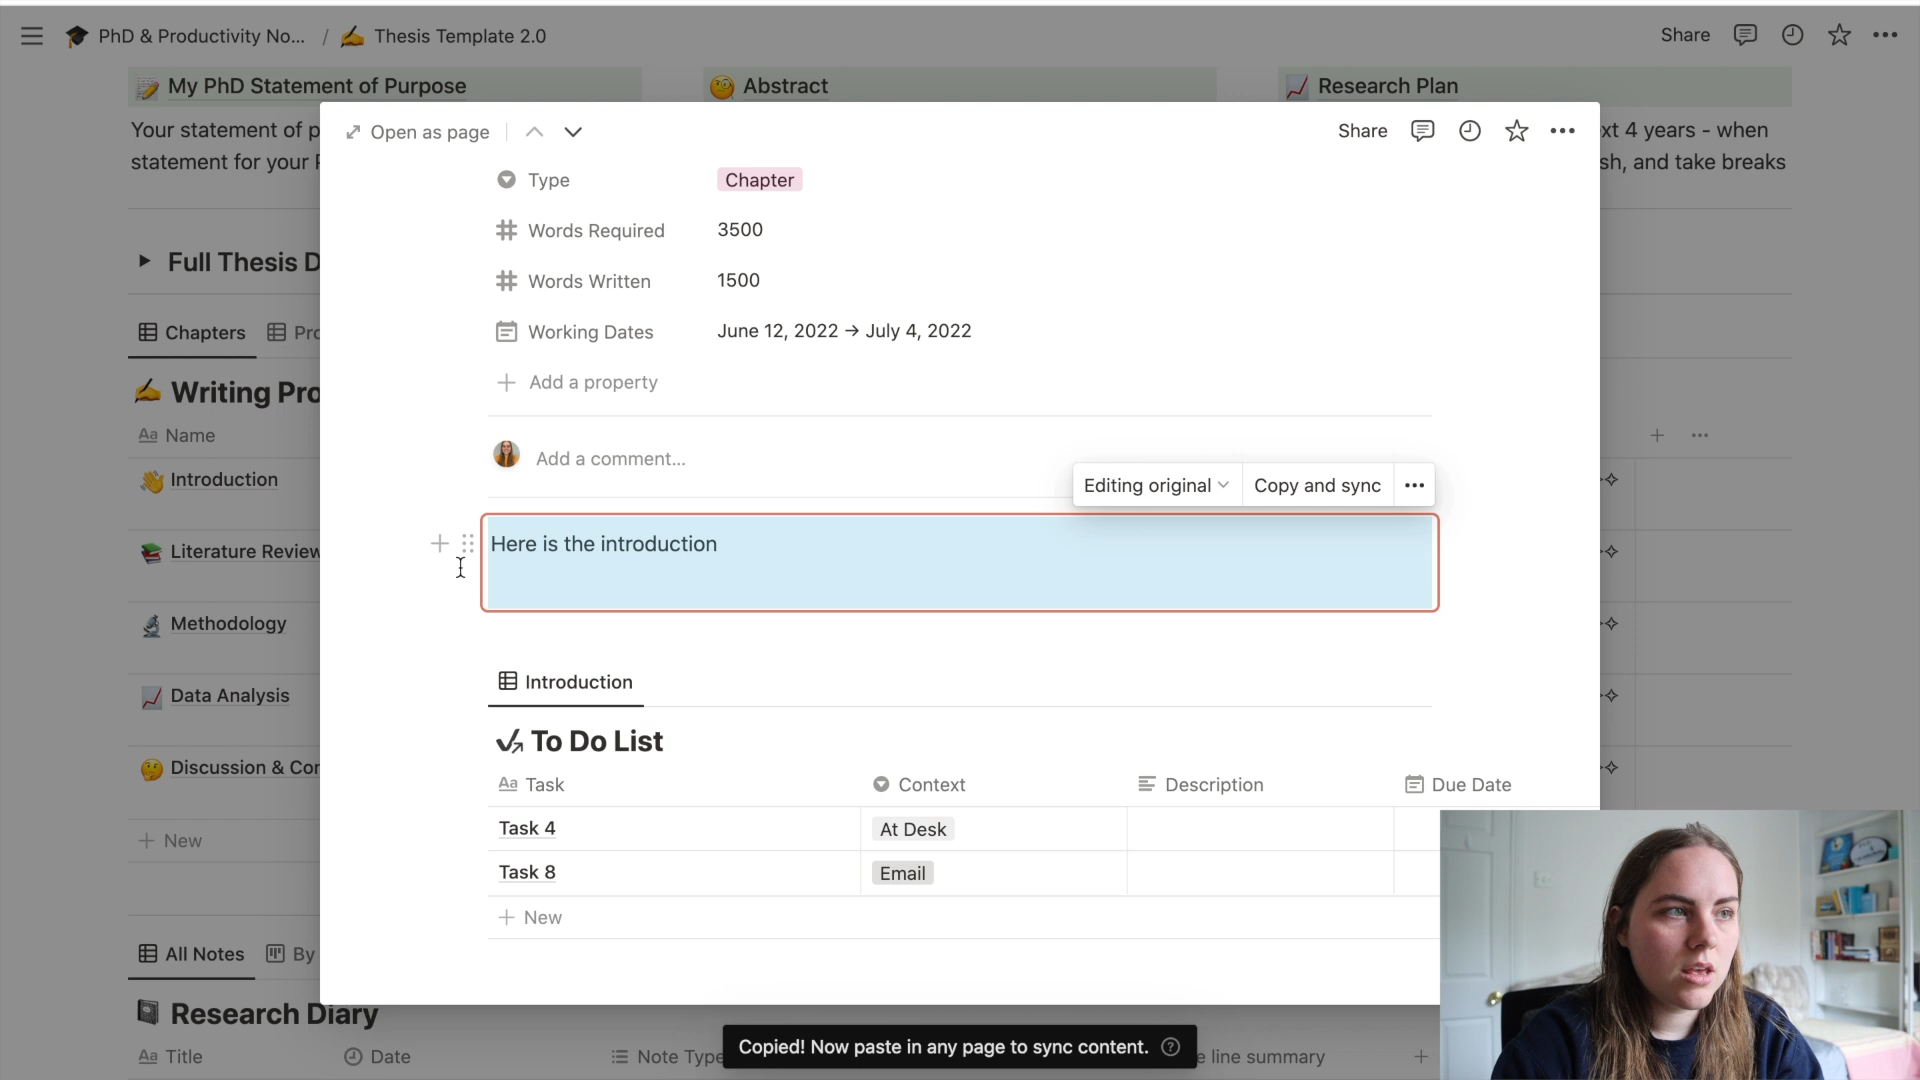 PhD & Productivity No... / Thesis Template 2.0
Share
My PhD Statement of Purpose
Abstract
Research Plan
Your statement of p
statement for your
xt 4 years - when
sh, and take breaks
Open as page
Share
Type
Chapter
Words Required
3500
Words Written
1500
Working Dates
June 12, 2022 → July 4, 2022
Add a property
Add a comment...
Editing original
Copy and sync
Here is the introduction
Introduction
To Do List
Aa Task
Context
Description
Due Date
Task 4
At Desk
Task 8
Email
+ New
Full Thesis D
Chapters
Pro
Writing Pro
Aa Name
Introduction
Literature Review
Methodology
Data Analysis
Discussion & Con
+ New
All Notes
By
Research Diary
Aa Title
Date
Note Type
e line summary
Copied! Now paste in any page to sync content.